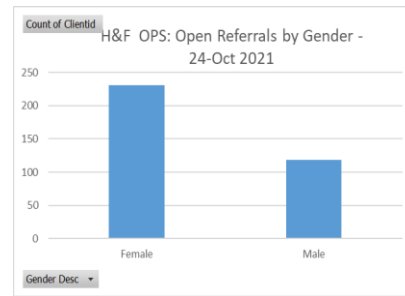 Count of Clientid
H&F OPS: Open Referrals by Gender -
24-Oct 2021
250
200
150
100
50
0
Female
Male
Gender Desc